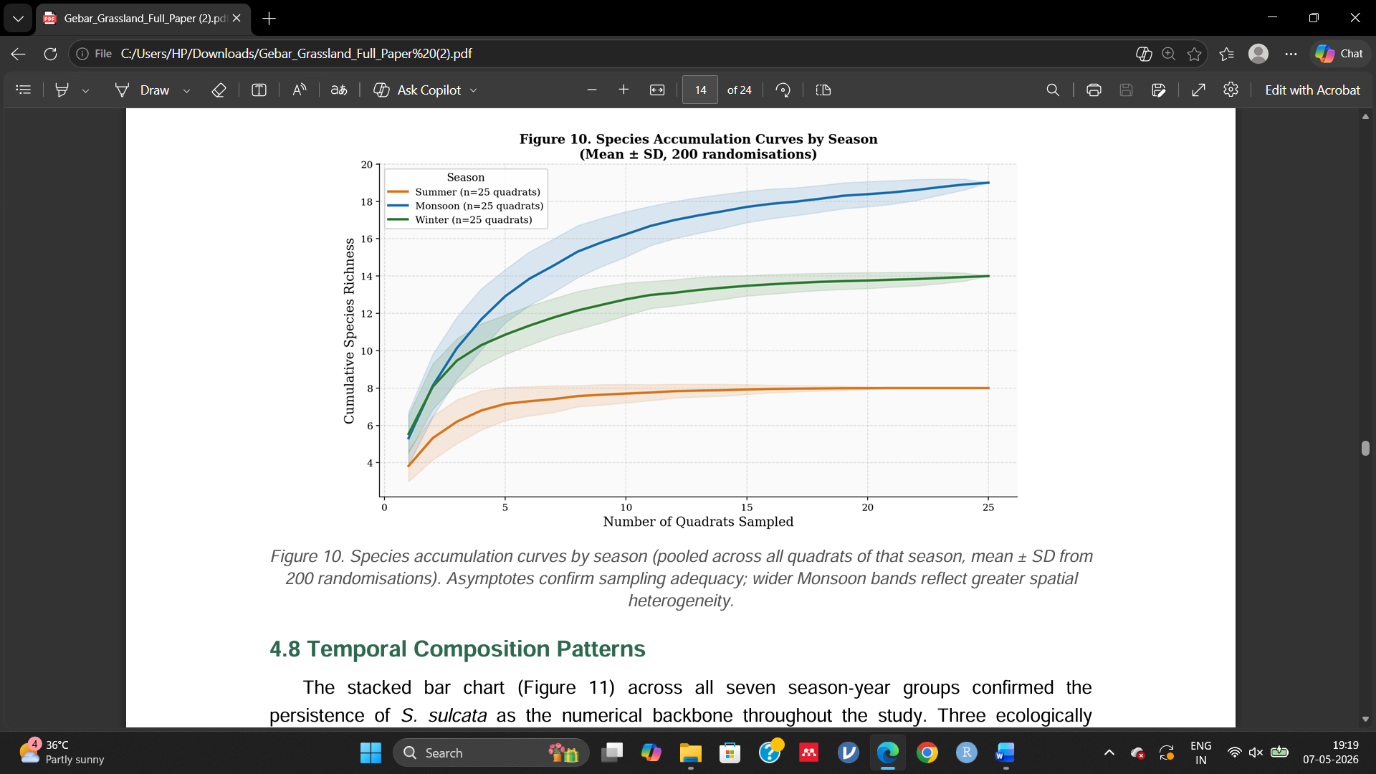 Gebar_Grassland_Full_Paper (2).pd
File C:/Users/HP/Downloads/Gebar_Grassland_Full_Paper%20(2).pdf
Chat
Draw
Ask Copilot
14 of 24
Edit with Acrobat
Figure 10. Species Accumulation Curves by Season
(Mean ± SD, 200 randomisations)
Season
Summer (n=25 quadrats)
Monsoon (n=25 quadrats)
Winter (n=25 quadrats)
Cumulative Species Richness
20
18
16
14
12
10
8
6
4
0 5 10 15 20 25
Number of Quadrats Sampled
Figure 10. Species accumulation curves by season (pooled across all quadrats of that season, mean ± SD from
200 randomisations). Asymptotes confirm sampling adequacy; wider Monsoon bands reflect greater spatial
heterogeneity.
4.8 Temporal Composition Patterns
The stacked bar chart (Figure 11) across all seven season-year groups confirmed the
persistence of S. sulcata as the numerical backbone throughout the study. Three ecologically
4
36°C
Partly sunny
Search
ENG
IN
19:19
07-05-2026